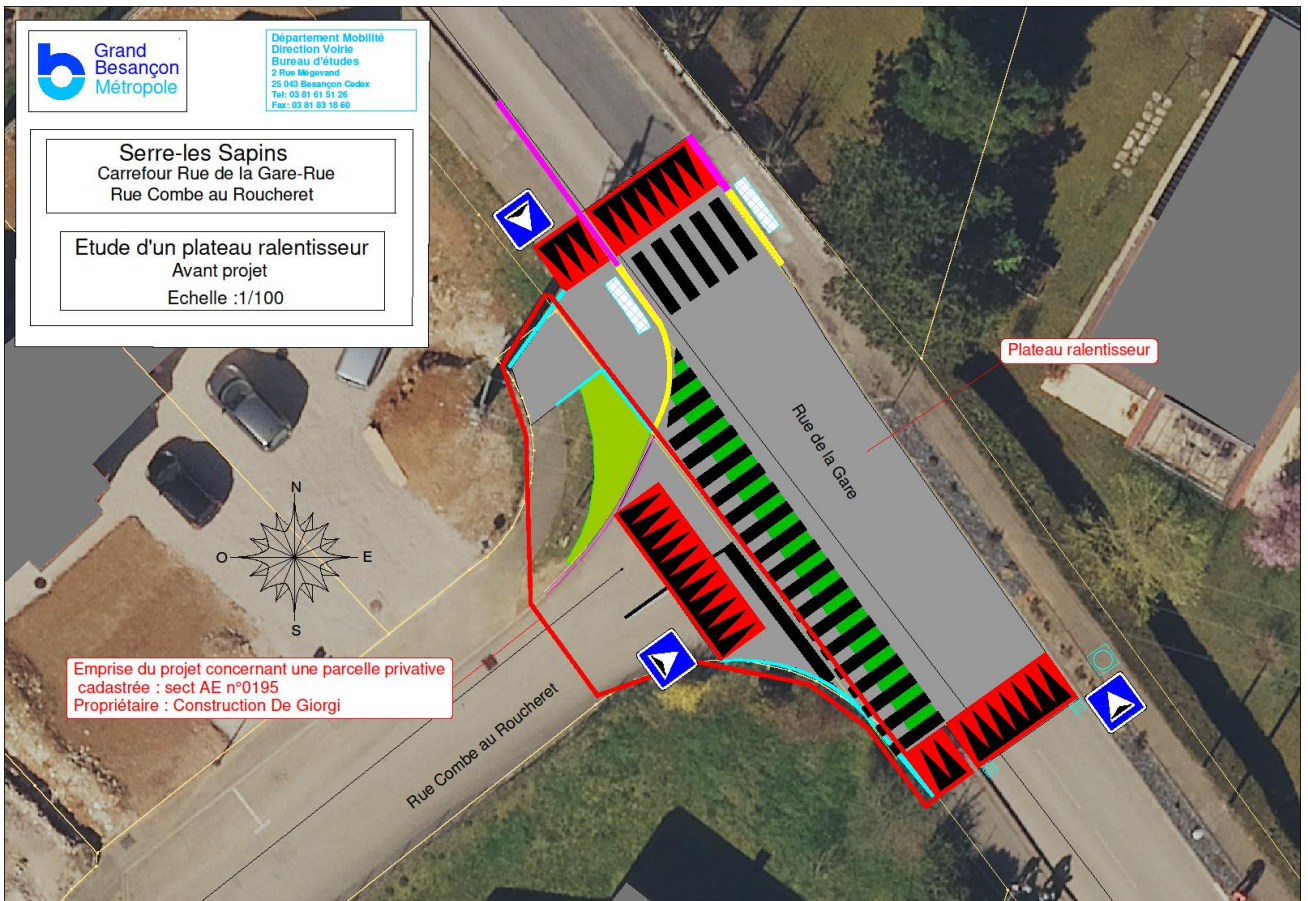 Grand
Besançon
Métropole
Département Mobilité
Direction Voirie
Bureau d'études
2 Rue Mégevand
25 043 Besançon Cedex
Tel: 03 81 61 51 26
Fax: 03 81 83 18 60
Serre-les Sapins
Carrefour Rue de la Gare-Rue
Rue Combe au Roucheret
Etude d'un plateau ralentisseur
Avant projet
Echelle :1/100
Plateau ralentisseur
Rue de la Gare
N
O
E
S
Emprise du projet concernant une parcelle privative
cadastrée : sect AE n°0195
Propriétaire : Construction De Giorgi
Rue Combe au Roucheret